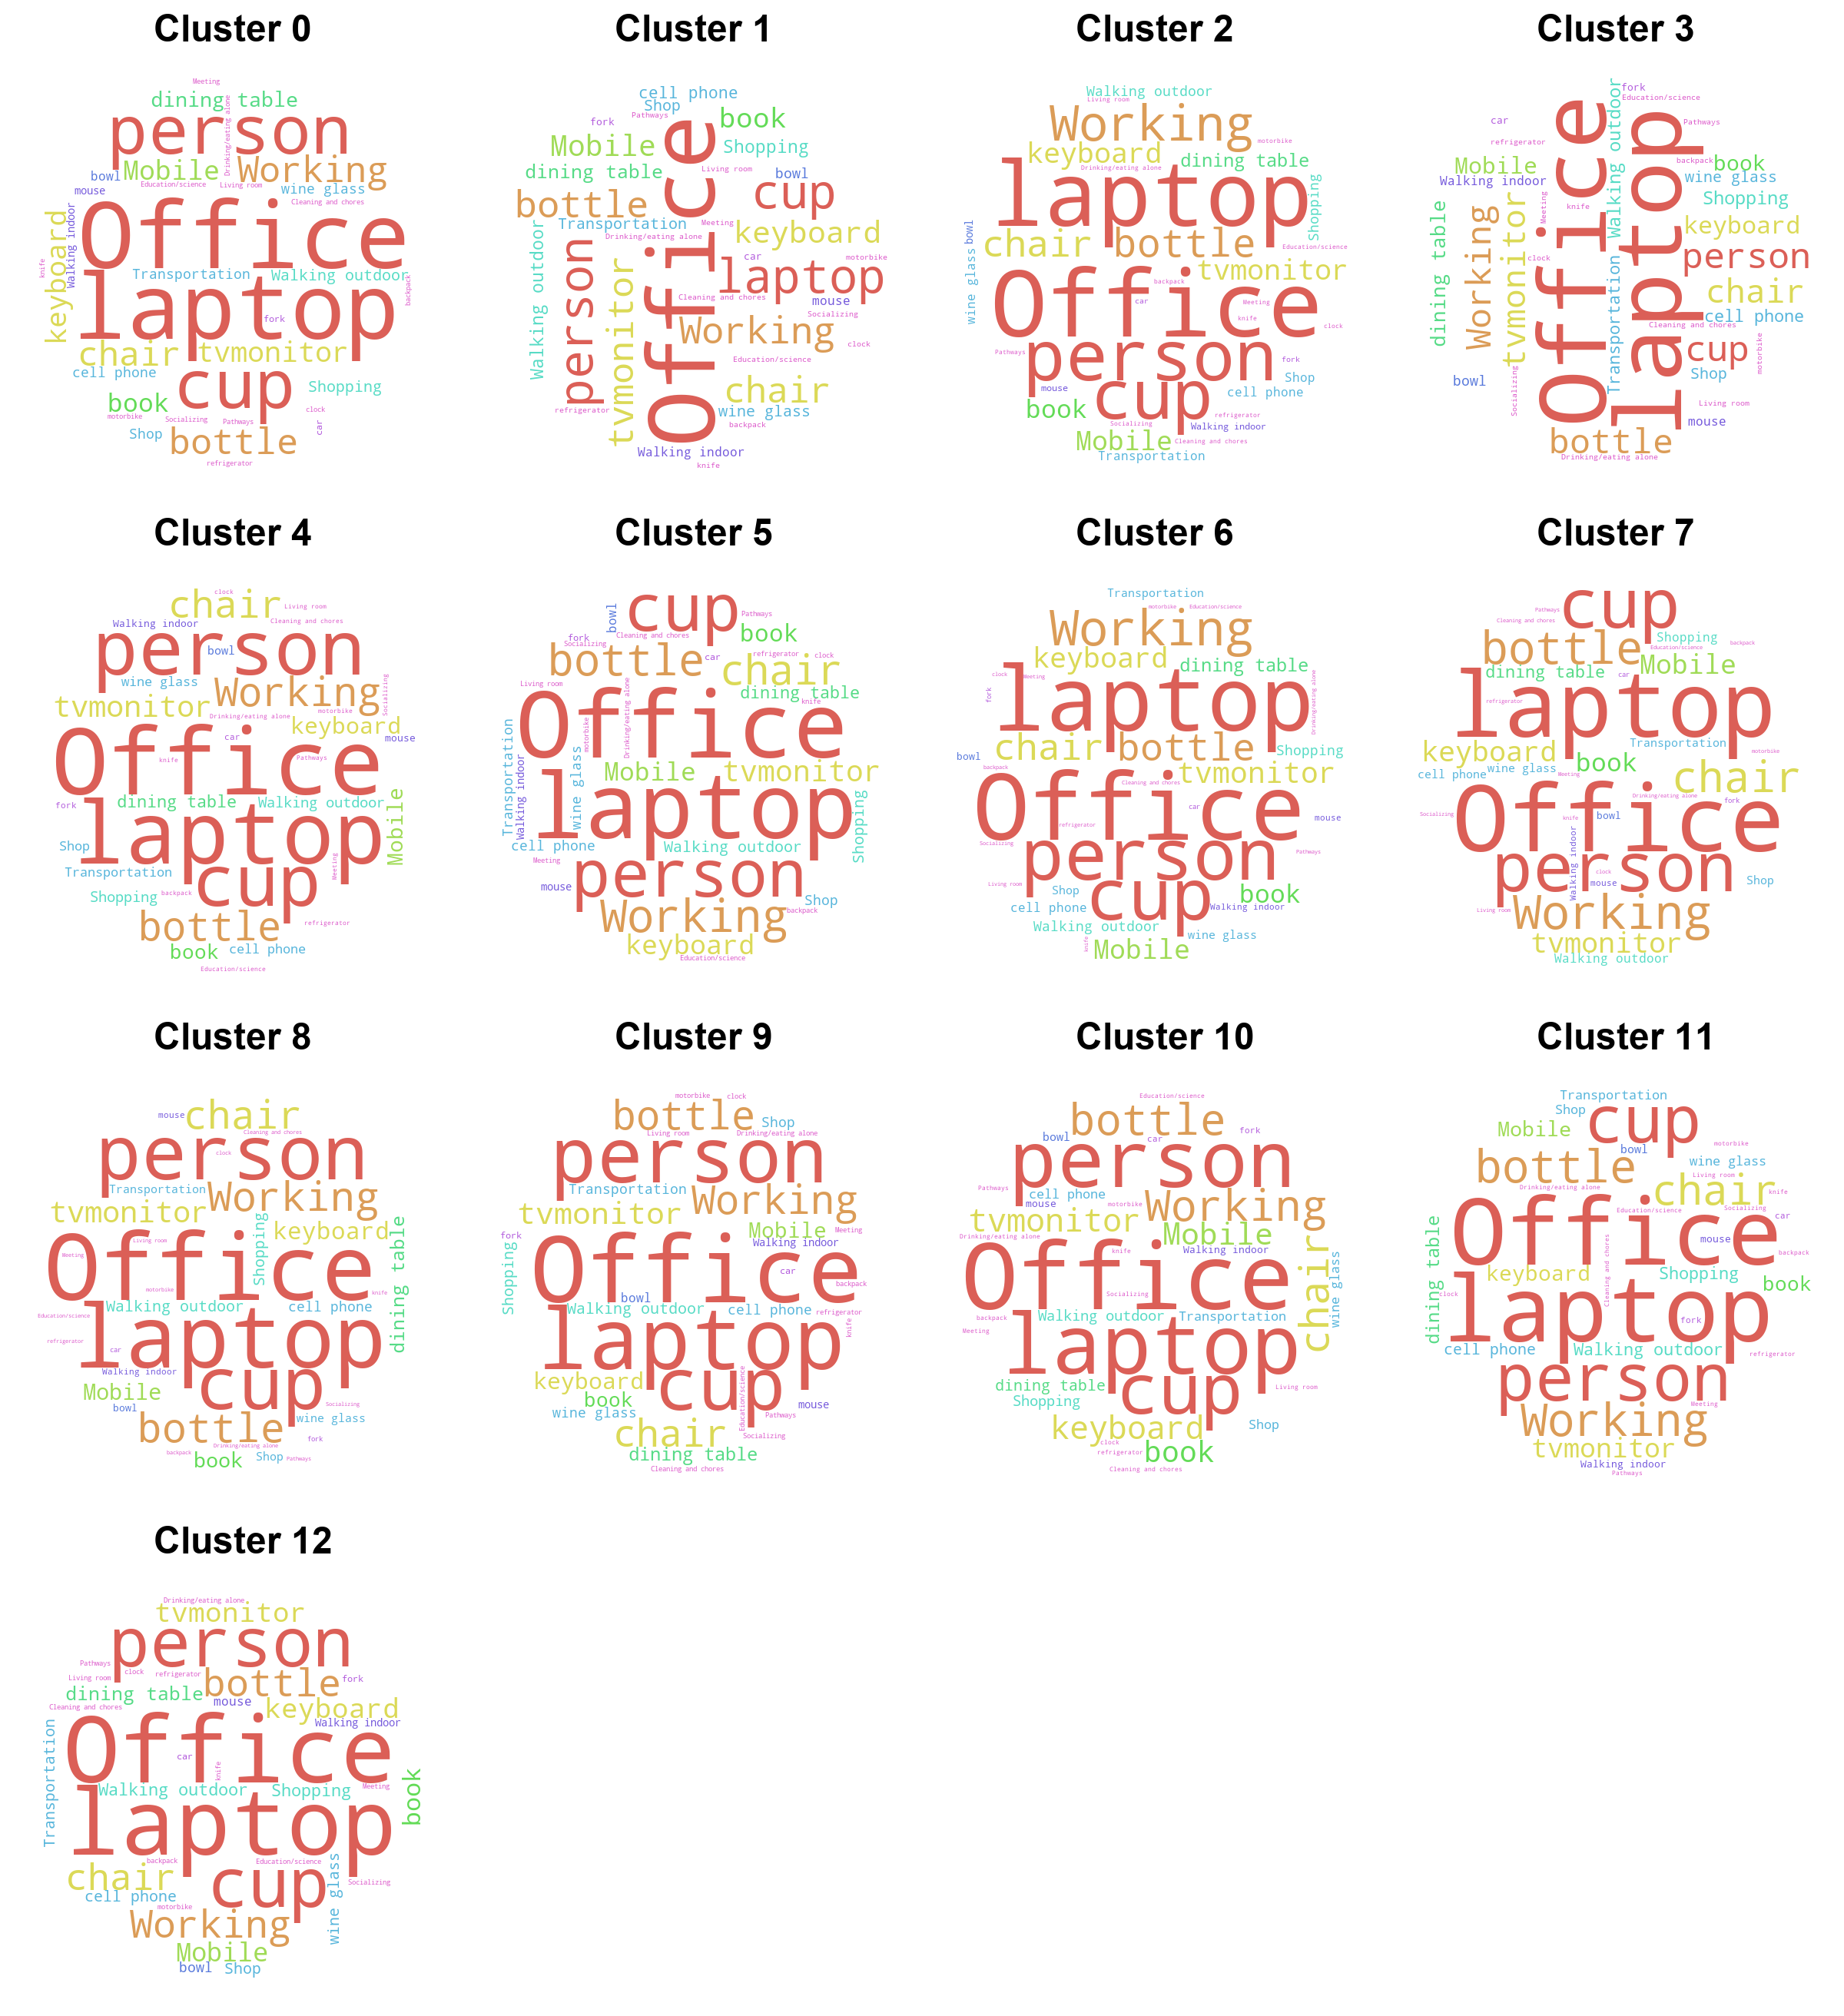 Cluster 0
Meeting
dining table
Drinking/eating alone
person
Mobile
Working
bowl
Education/science
Living room
wine glass
mouse
Cleaning and chores
keyboard
Walking indoor
Office
knife
Transportation
Walking outdoor
backpack
laptop
fork
chair
tvmonitor
cell phone
cup
Shopping
book
clock
motorbike
Socializing
Pathways
car
Shop
bottle
refrigerator
Cluster 1
cell phone
Shop
Pathways
fork
book
Mobile
Shopping
Office
dining table
Living room
bowl
cup
bottle
Transportation
Meeting
Drinking/eating alone
keyboard
Walking outdoor
person
tvmonitor
car
motorbike
laptop
Cleaning and chores
mouse
Socializing
Working
clock
Education/science
chair
refrigerator
wine glass
backpack
Walking indoor
knife
Cluster 2
Walking outdoor
Living room
Working
motorbike
keyboard
dining table
Drinking/eating alone
laptop
Shopping
bowl
chair
bottle
Education/science
wine glass
tvmonitor
backpack
Office
car
Meeting
knife
clock
Pathways
person
fork
Shop
mouse
cup
cell phone
book
refrigerator
Socializing
Walking indoor
Mobile
Cleaning and chores
Transportation
Cluster 3
fork
Education/science
Walking outdoor
car
Pathways
refrigerator
Office
laptop
Mobile
backpack
book
wine glass
Walking indoor
Meeting
Shopping
knife
dining table
Working
tvmonitor
keyboard
person
clock
Transportation
chair
cell phone
Cleaning and chores
cup
motorbike
Shop
bowl
Socializing
Living room
mouse
bottle
Drinking/eating alone
Cluster 4
clock
chair
Living room
Walking indoor
Cleaning and chores
person
bowl
wine glass
Working
Socializing
tvmonitor
Drinking/eating alone
motorbike
keyboard
car
mouse
Office
knife
Pathways
fork
dining table
Walking outdoor
Mobile
laptop
Shop
Transportation
Meeting
Shopping
backpack
cup
bottle
refrigerator
book
cell phone
Education/science
Cluster 5
bowl
cup
Pathways
fork
Cleaning and chores
book
Socializing
bottle
car
refrigerator
clock
chair
Living room
Drinking/eating alone
dining table
knife
Office
motorbike
Transportation
Walking indoor
wine glass
Mobile
tvmonitor
laptop
Shopping
cell phone
Walking outdoor
Meeting
mouse
person
Shop
Working
backpack
keyboard
Education/science
Cluster 6
Transportation
motorbike
Education/science
Working
keyboard
dining table
clock
Meeting
fork
laptop
Drinking/eating alone
bowl
chair
bottle
Shopping
backpack
tvmonitor
Cleaning and chores
Office
car
mouse
refrigerator
Socializing
person
Pathways
Living room
Shop
cup
book
cell phone
Walking indoor
Walking outdoor
wine glass
knife
Mobile
Cluster 7
Pathways
cup
Cleaning and chores
bottle
Shopping
backpack
Education/science
Mobile
dining table
car
laptop
refrigerator
keyboard
Transportation
motorbike
cell phone
wine glass
Meeting
book
chair
Office
Drinking/eating alone
fork
Socializing
knife
bowl
Walking indoor
person
clock
mouse
Shop
Living room
Working
tvmonitor
Walking outdoor
Cluster 8
mouse
chair
Cleaning and chores
person
clock
Transportation
Working
tvmonitor
Shopping
keyboard
dining table
Living room
Meeting
Office
motorbike
knife
Walking outdoor
cell phone
Education/science
laptop
refrigerator
car
Walking indoor
Mobile
cup
bowl
Socializing
bottle
wine glass
fork
Drinking/eating alone
backpack
book
Shop
Pathways
Cluster 9
motorbike
clock
bottle
Shop
Living room
Drinking/eating alone
person
Transportation
Working
tvmonitor
Mobile
Meeting
fork
Walking indoor
Shopping
Office
car
backpack
bowl
Walking outdoor
cell phone
refrigerator
knife
laptop
keyboard
cup
book
Education/science
mouse
wine glass
Pathways
chair
Socializing
dining table
Cleaning and chores
Cluster 10
Education/science
bottle
fork
bowl
car
person
Pathways
cell phone
mouse
motorbike
Working
tvmonitor
Mobile
Drinking/eating alone
knife
Walking indoor
chair
wine glass
Office
Socializing
backpack
Walking outdoor
Transportation
Meeting
laptop
dining table
Living room
Shopping
cup
keyboard
Shop
clock
book
refrigerator
Cleaning and chores
Cluster 11
Transportation
Shop
Mobile
cup
motorbike
bowl
bottle
wine glass
Living room
Drinking/eating alone
chair
knife
Education/science
Socializing
car
Office
dining table
mouse
backpack
keyboard
Cleaning and chores
Shopping
book
clock
laptop
fork
cell phone
Walking outdoor
refrigerator
person
Meeting
Working
tvmonitor
Walking indoor
Pathways
Cluster 12
Drinking/eating alone
tvmonitor
person
Pathways
clock
refrigerator
Living room
bottle
fork
dining table
mouse
keyboard
Cleaning and chores
Walking indoor
Office
Transportation
car
knife
Walking outdoor
Shopping
Meeting
book
laptop
backpack
Education/science
chair
cup
Socializing
cell phone
wine glass
motorbike
Working
Mobile
bowl
Shop